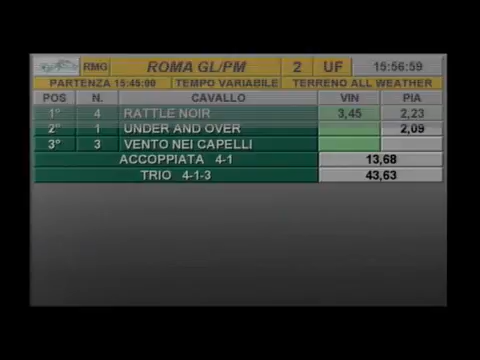 RMG ROMA GL/PM 2 UF 15:56:59
PARTENZA 15:45:00 TEMPO VARIABILE TERRENO ALL WEATHER
POS N. CAVALLO VIN PIA
1° 4 RATTLE NOIR 3,45 2,23
2° 1 UNDER AND OVER 2,09
3° 3 VENTO NEI CAPELLI
ACCOPPIATA 4-1 13,68
TRIO 4-1-3 43,63